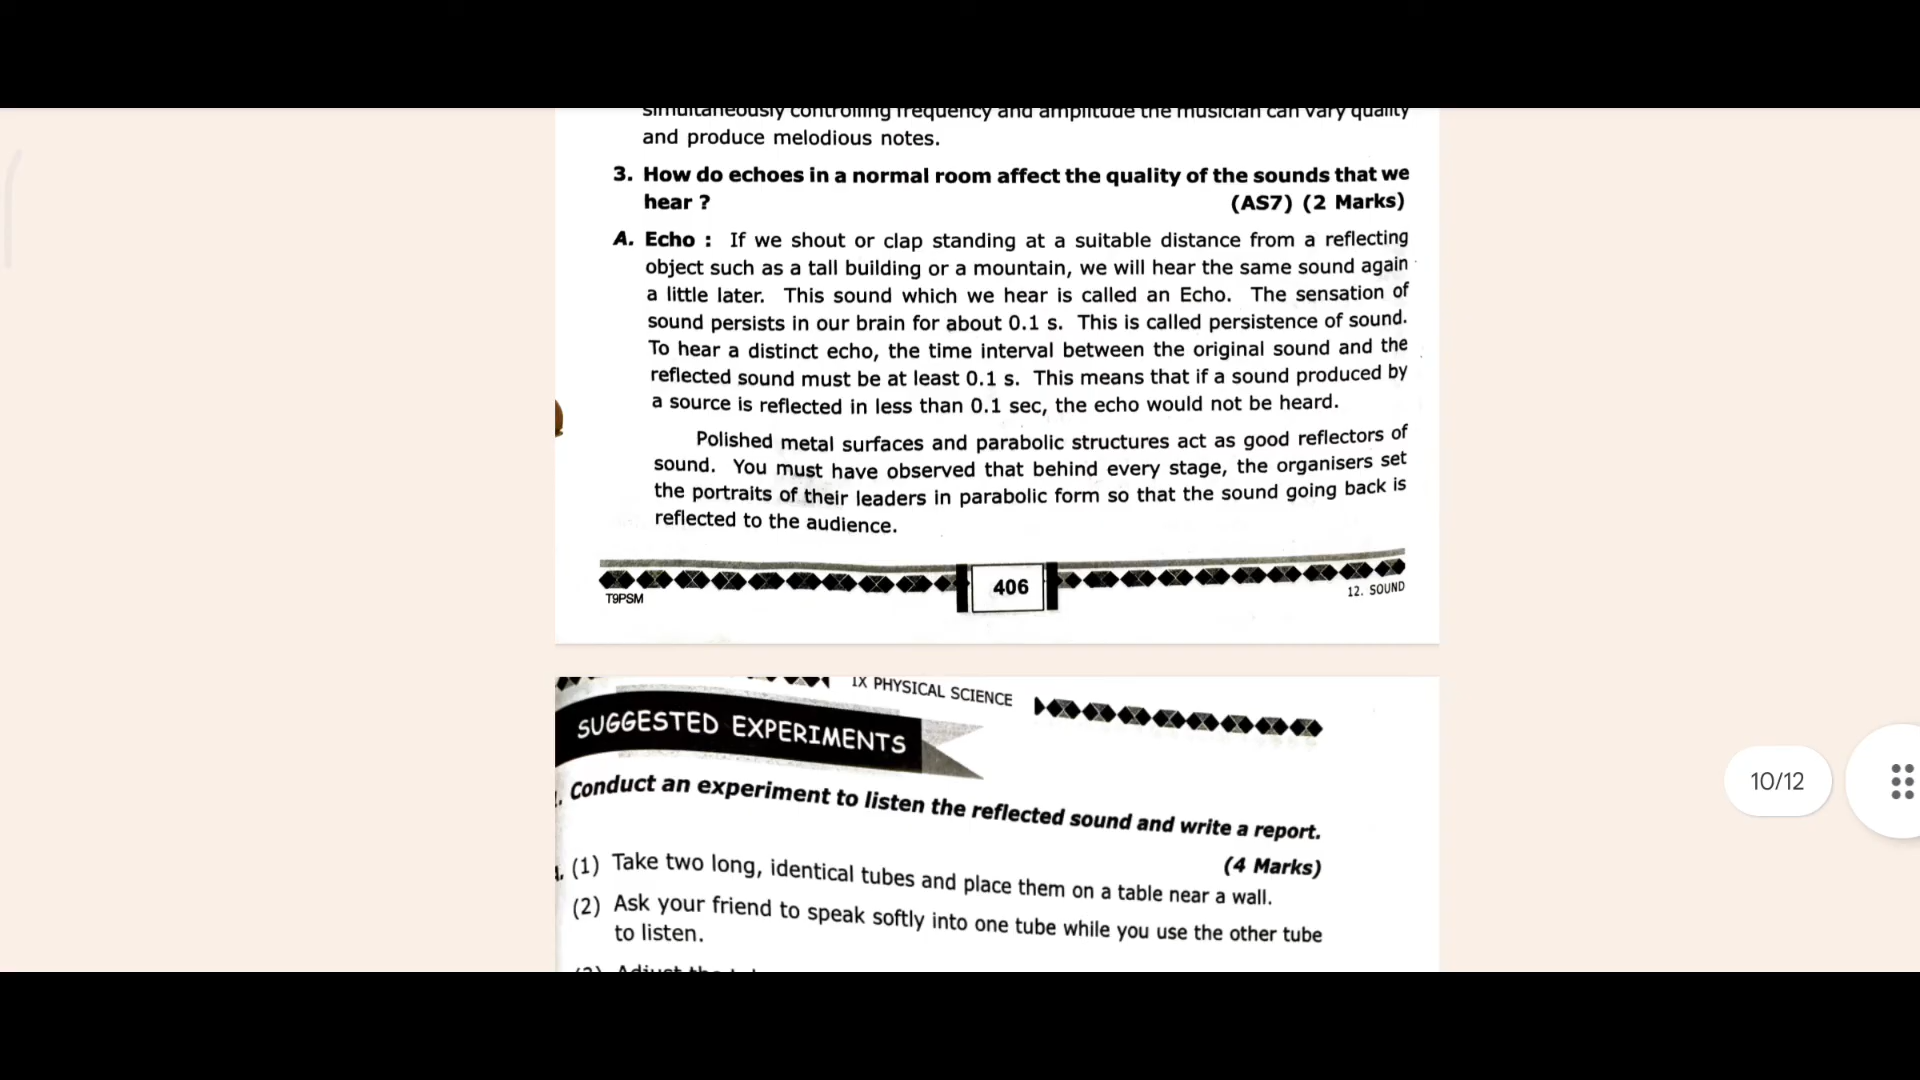 simultaneously controlling frequency and amplitude the musician can vary quality
and produce melodious notes.
3. How do echoes in a normal room affect the quality of the sounds that we
hear ? (AS7) (2 Marks)
A. Echo : If we shout or clap standing at a suitable distance from a reflecting
object such as a tall building or a mountain, we will hear the same sound again
a little later. This sound which we hear is called an Echo. The sensation of
sound persists in our brain for about 0.1 s. This is called persistence of sound.
To hear a distinct echo, the time interval between the original sound and the
reflected sound must be at least 0.1 s. This means that if a sound produced by
a source is reflected in less than 0.1 sec, the echo would not be heard.
Polished metal surfaces and parabolic structures act as good reflectors of
sound. You must have observed that behind every stage, the organisers set
the portraits of their leaders in parabolic form so that the sound going back is
reflected to the audience.
T9PSM 406 12. SOUND
IX PHYSICAL SCIENCE
SUGGESTED EXPERIMENTS
Conduct an experiment to listen the reflected sound and write a report.
(4 Marks)
(1) Take two long, identical tubes and place them on a table near a wall.
(2) Ask your friend to speak softly into one tube while you use the other tube
to listen.
10/12